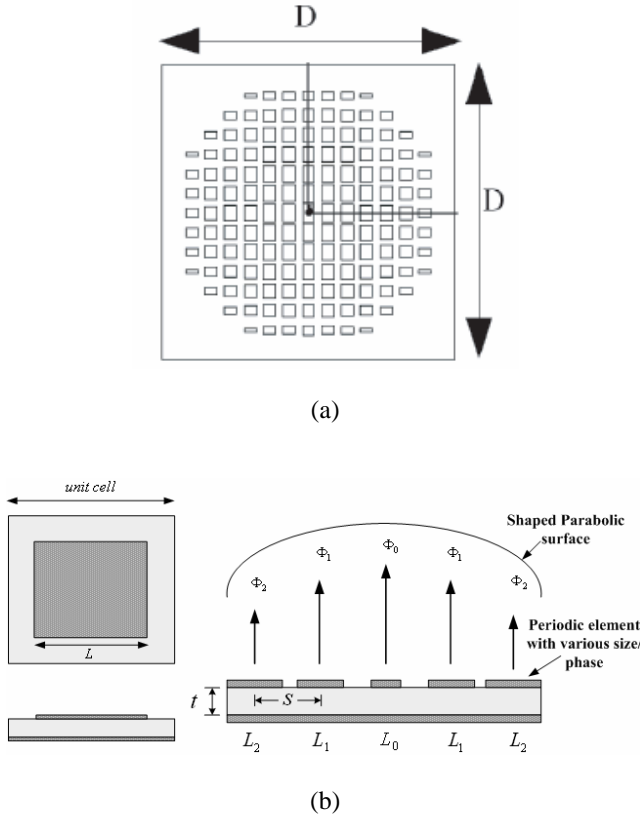 D
D
(a)
unit cell
L
Shaped Parabolic
surface
Φ2
Φ1
Φ0
Φ1
Φ2
Periodic element
with various size/
phase
t
S
L2
L1
L0
L1
L2
(b)